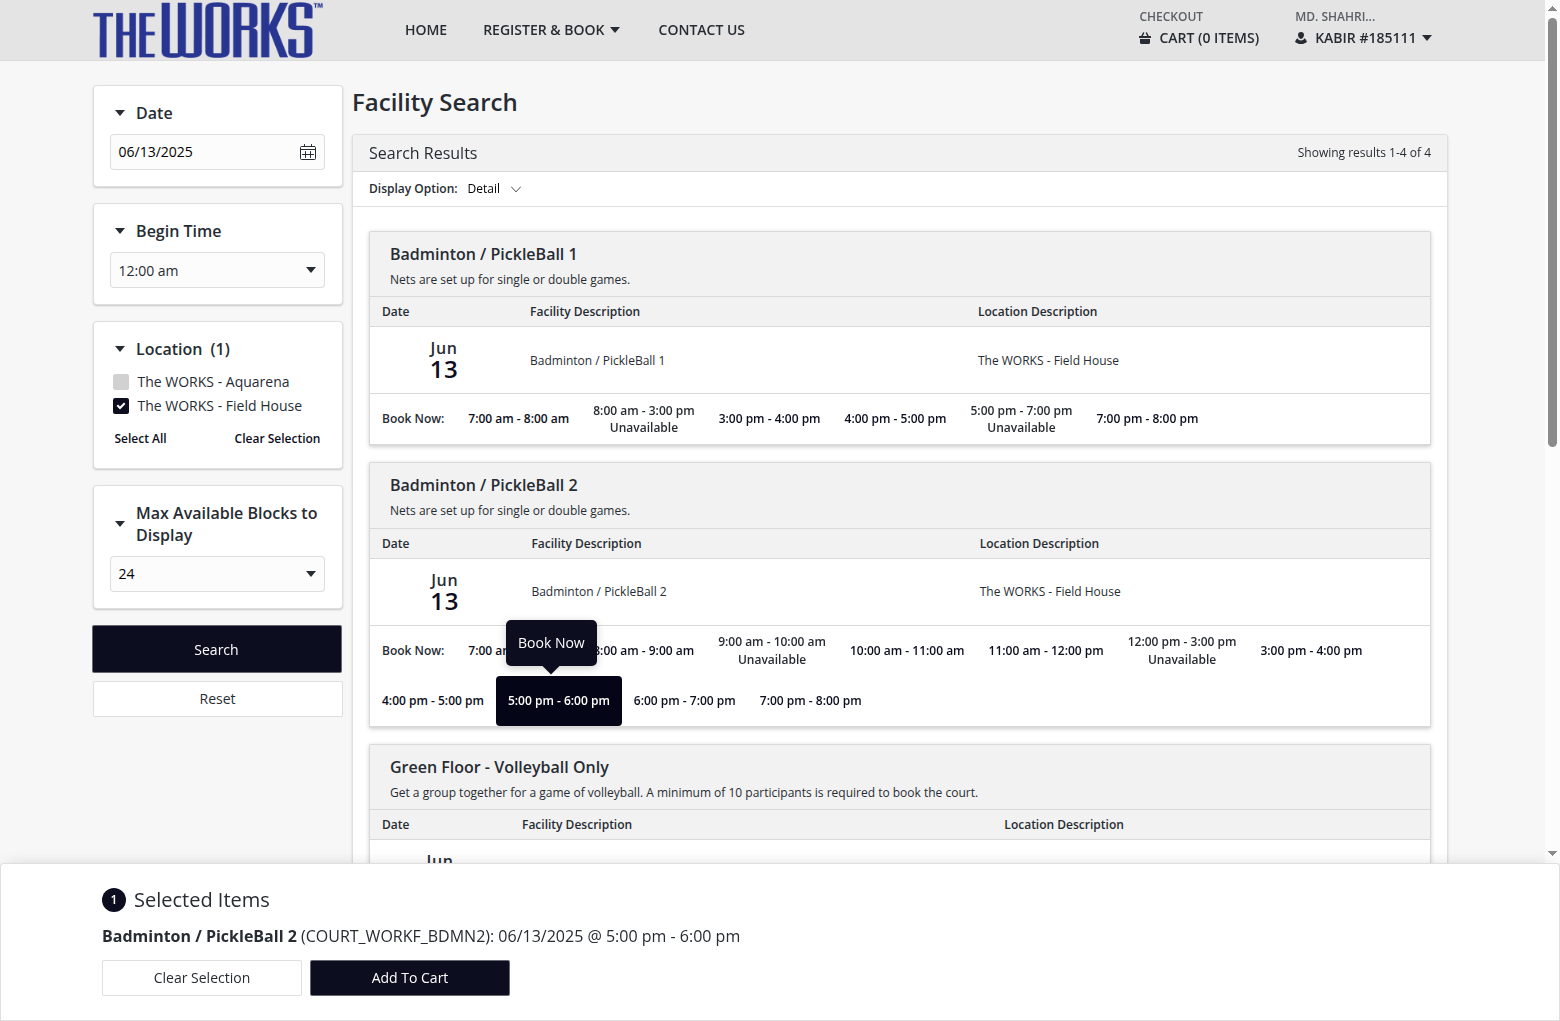 THE WORKS™
HOME
REGISTER & BOOK
CONTACT US
CHECKOUT
CART (0 ITEMS)
MD. SHAHRI...
KABIR #185111
Date
06/13/2025
Begin Time
12:00 am
Location (1)
The WORKS - Aquarena
The WORKS - Field House
Select All
Clear Selection
Max Available Blocks to
Display
24
Search
Reset
Facility Search
Search Results
Showing results 1-4 of 4
Display Option: Detail
Badminton / PickleBall 1
Nets are set up for single or double games.
Date Facility Description Location Description
Jun
13
Badminton / PickleBall 1
The WORKS - Field House
Book Now: 7:00 am - 8:00 am
8:00 am - 3:00 pm
Unavailable
3:00 pm - 4:00 pm
4:00 pm - 5:00 pm
5:00 pm - 7:00 pm
Unavailable
7:00 pm - 8:00 pm
Badminton / PickleBall 2
Nets are set up for single or double games.
Date Facility Description Location Description
Jun
13
Badminton / PickleBall 2
The WORKS - Field House
Book Now
Book Now: 7:00 :00 am - 9:00 am
9:00 am - 10:00 am
Unavailable
10:00 am - 11:00 am
11:00 am - 12:00 pm
12:00 pm - 3:00 pm
Unavailable
3:00 pm - 4:00 pm
4:00 pm - 5:00 pm
5:00 pm - 6:00 pm
6:00 pm - 7:00 pm
7:00 pm - 8:00 pm
Green Floor - Volleyball Only
Get a group together for a game of volleyball. A minimum of 10 participants is required to book the court.
Date Facility Description Location Description
Jun
1 Selected Items
Badminton / PickleBall 2 (COURT_WORKF_BDMN2): 06/13/2025 @ 5:00 pm - 6:00 pm
Clear Selection
Add To Cart